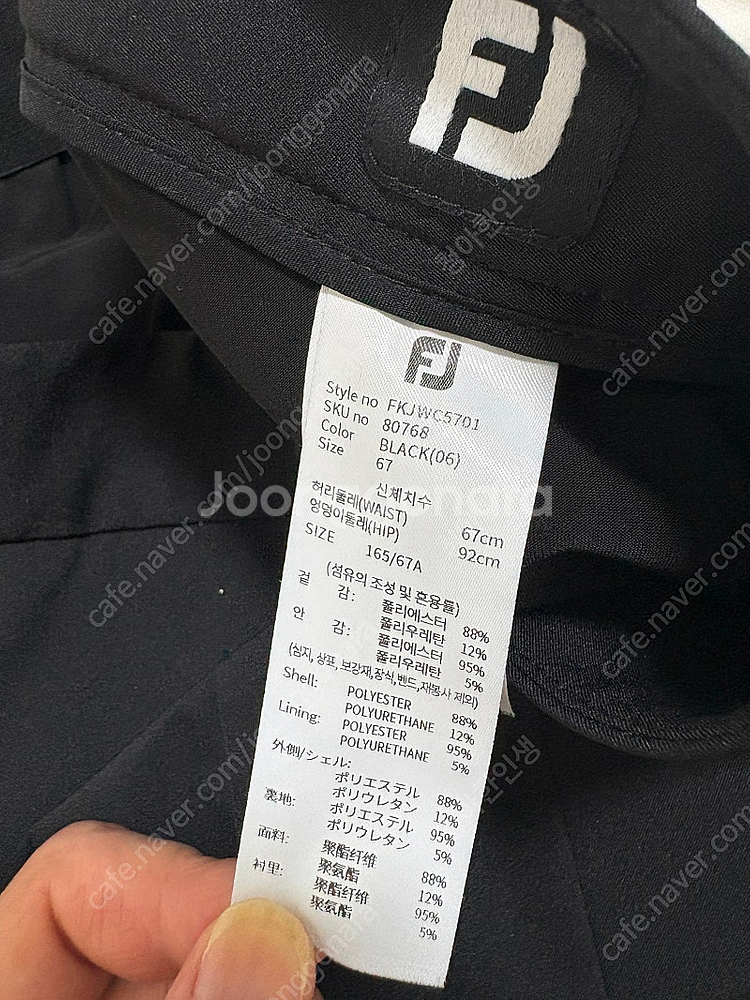 FJ
FJ
Style no FKJWC5701
SKU no 80768
Color BLACK(06)
Size 67
신체치수
허리둘레(WAIST) 67cm
엉덩이둘레(HIP) 92cm
SIZE 165/67A
(섬유의 조성 및 혼용률)
겉 감: 폴리에스터 88%
폴리우레탄 12%
안 감: 폴리에스터 95%
폴리우레탄 5%
(심지, 상표, 보강재,장식,밴드,재봉사 제외)
Shell: POLYESTER 88%
POLYURETHANE 12%
Lining: POLYESTER 95%
POLYURETHANE 5%
外側/シェル: ポリエステル 88%
ポリウレタン 12%
裏地: ポリエステル 95%
ポリウレタン 5%
面料: 聚酯纤维 88%
聚氨酯 12%
衬里: 聚酯纤维 95%
聚氨酯 5%
Joonggonara
cafe.naver.com/joonggonara